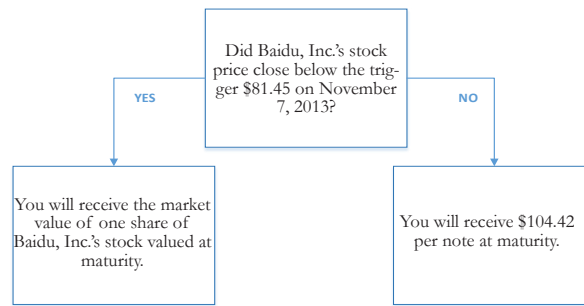 Did Baidu, Inc.'s stock
price close below the trig-
ger $81.45 on November
7, 2013?
YES
NO
You will receive the market
value of one share of
Baidu, Inc.'s stock valued at
maturity.
You will receive $104.42
per note at maturity.